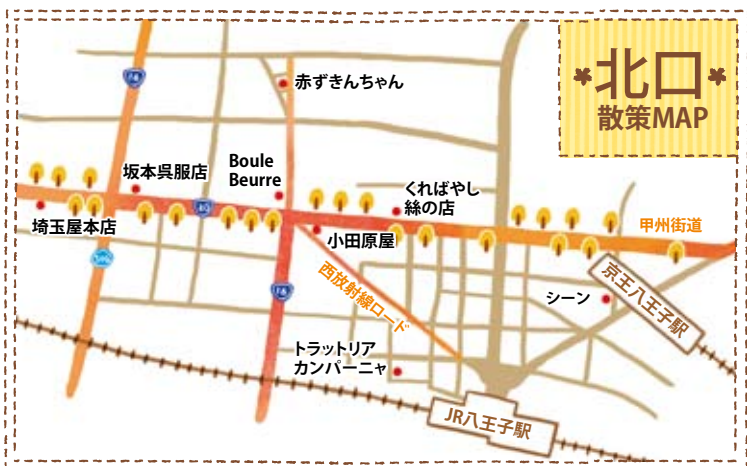 北口
散策MAP
16
赤ずきんちゃん
坂本呉服店
Boule
Beurre
くればやし
絲の店
埼玉屋本店
小田原屋
甲州街道
16
西放射線ロード
シーン
京王八王子駅
トラットリア
カンパーニャ
JR八王子駅